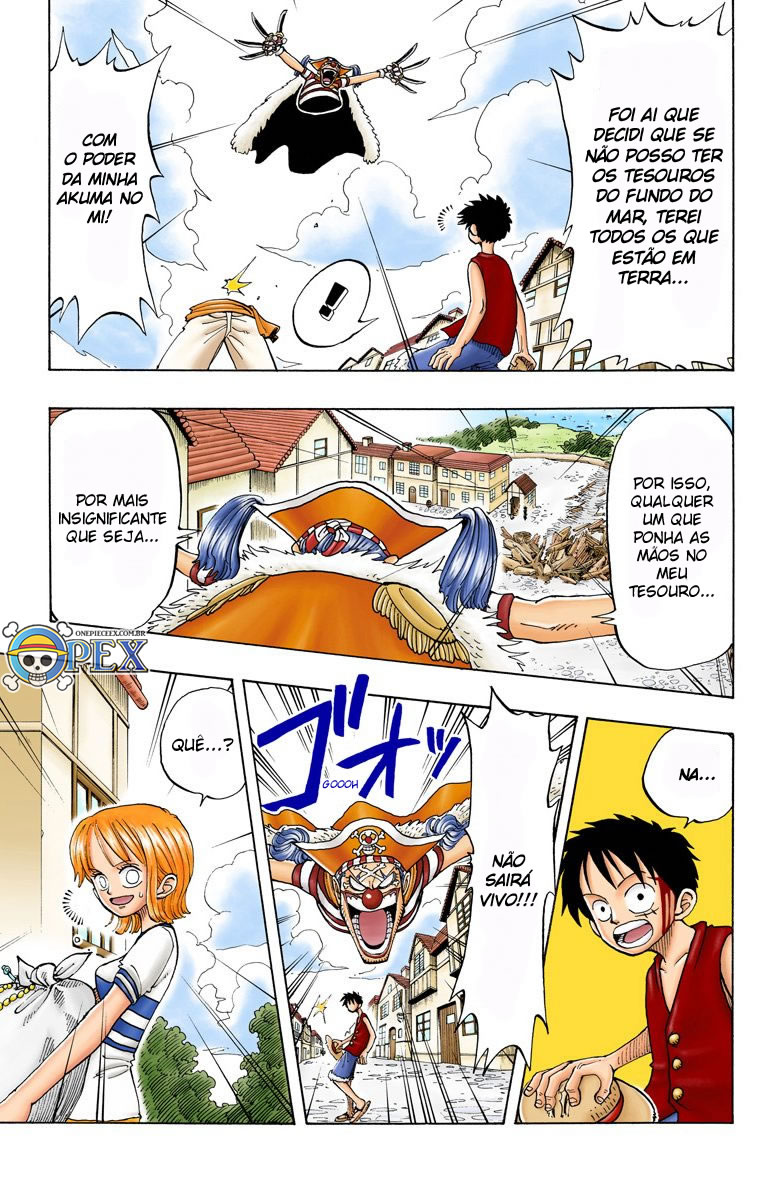 FOI AI QUE
DECIDI QUE SE
NÃO POSSO TER
OS TESOUROS
DO FUNDO DO
MAR, TEREI
TODOS OS QUE
ESTÃO EM
TERRA...
COM
O PODER
DA MINHA
AKUMA NO
MI!
!
POR ISSO,
QUALQUER
UM QUE
PONHA AS
MÃOS NO
MEU
TESOURO...
POR MAIS
INSIGNIFICANTE
QUE SEJA...
ONEPIECEEX.COM.BR
OPEX
NA...
NÃO
SAIRÁ
VIVO!!!
ゴオッ
GOOOH
QUÊ...?